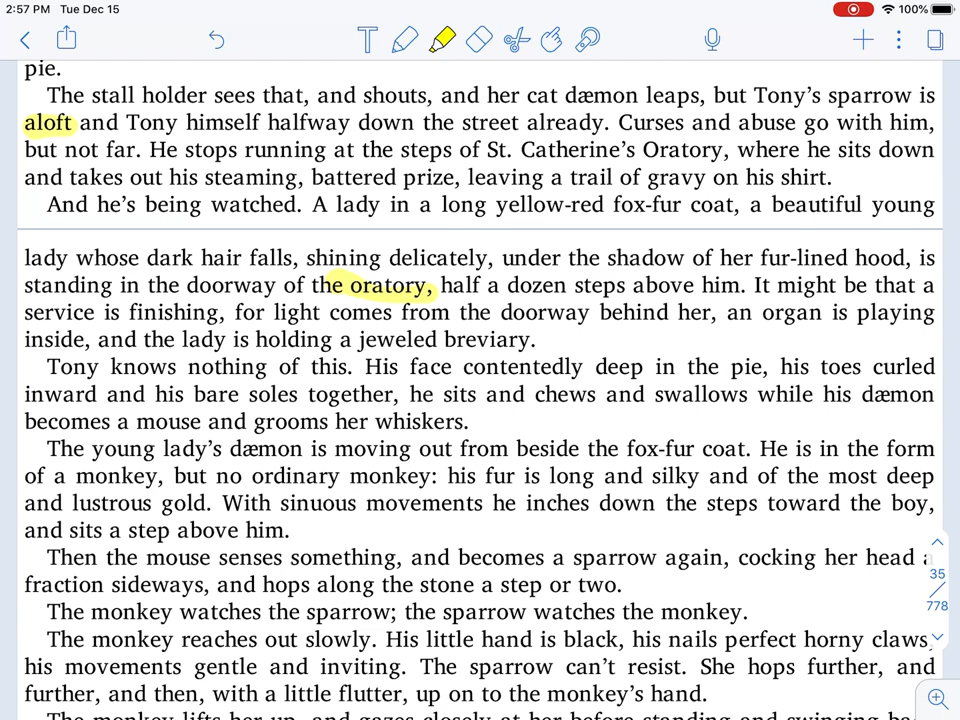 2:57 PM Tue Dec 15
100%
pie.
The stall holder sees that, and shouts, and her cat dæmon leaps, but Tony’s sparrow is
aloft and Tony himself halfway down the street already. Curses and abuse go with him,
but not far. He stops running at the steps of St. Catherine’s Oratory, where he sits down
and takes out his steaming, battered prize, leaving a trail of gravy on his shirt.
And he’s being watched. A lady in a long yellow-red fox-fur coat, a beautiful young
lady whose dark hair falls, shining delicately, under the shadow of her fur-lined hood, is
standing in the doorway of the oratory, half a dozen steps above him. It might be that a
service is finishing, for light comes from the doorway behind her, an organ is playing
inside, and the lady is holding a jeweled breviary.
Tony knows nothing of this. His face contentedly deep in the pie, his toes curled
inward and his bare soles together, he sits and chews and swallows while his dæmon
becomes a mouse and grooms her whiskers.
The young lady’s dæmon is moving out from beside the fox-fur coat. He is in the form
of a monkey, but no ordinary monkey: his fur is long and silky and of the most deep
and lustrous gold. With sinuous movements he inches down the steps toward the boy,
and sits a step above him.
Then the mouse senses something, and becomes a sparrow again, cocking her head a
fraction sideways, and hops along the stone a step or two.
The monkey watches the sparrow; the sparrow watches the monkey.
The monkey reaches out slowly. His little hand is black, his nails perfect horny claws,
his movements gentle and inviting. The sparrow can’t resist. She hops further, and
further, and then, with a little flutter, up on to the monkey’s hand.
The monkey lifts her up, and gazes closely at her before standing and swinging
35
778